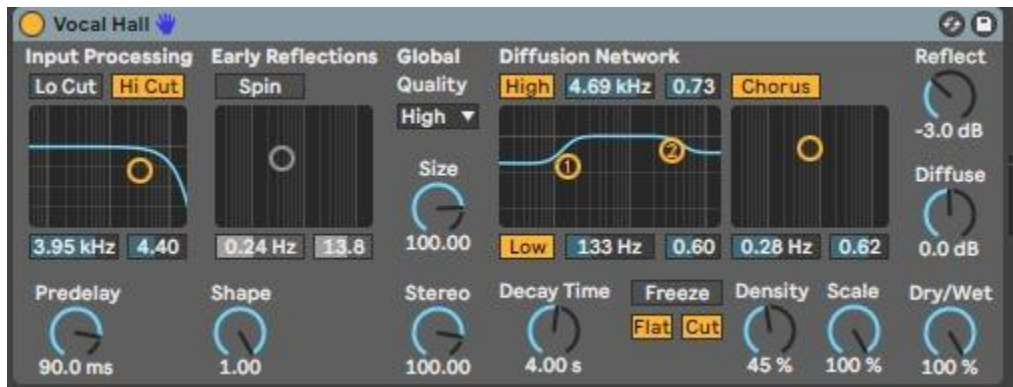 Vocal Hall
Input Processing
Lo Cut Hi Cut
3.95 kHz 4.40
Predelay
90.0 ms
Early Reflections
Spin
0.24 Hz 13.8
Shape
1.00
Global
Quality
High
Size
100.00
Stereo
100.00
Diffusion Network
High 4.69 kHz 0.73 Chorus
1
2
Low 133 Hz 0.60 0.28 Hz 0.62
Decay Time
4.00 s
Freeze
Flat Cut
Density
45 %
Scale
100 %
Reflect
-3.0 dB
Diffuse
0.0 dB
Dry/Wet
100 %